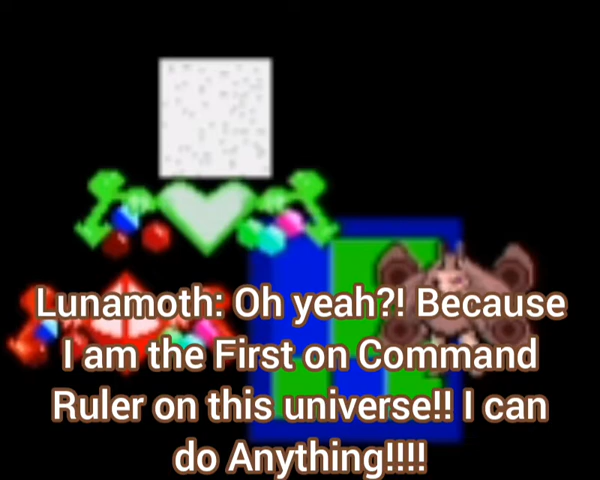 Lunamoth: Oh yeah?! Because
I am the First on Command
Ruler on this universe!! I can
do Anything!!!!